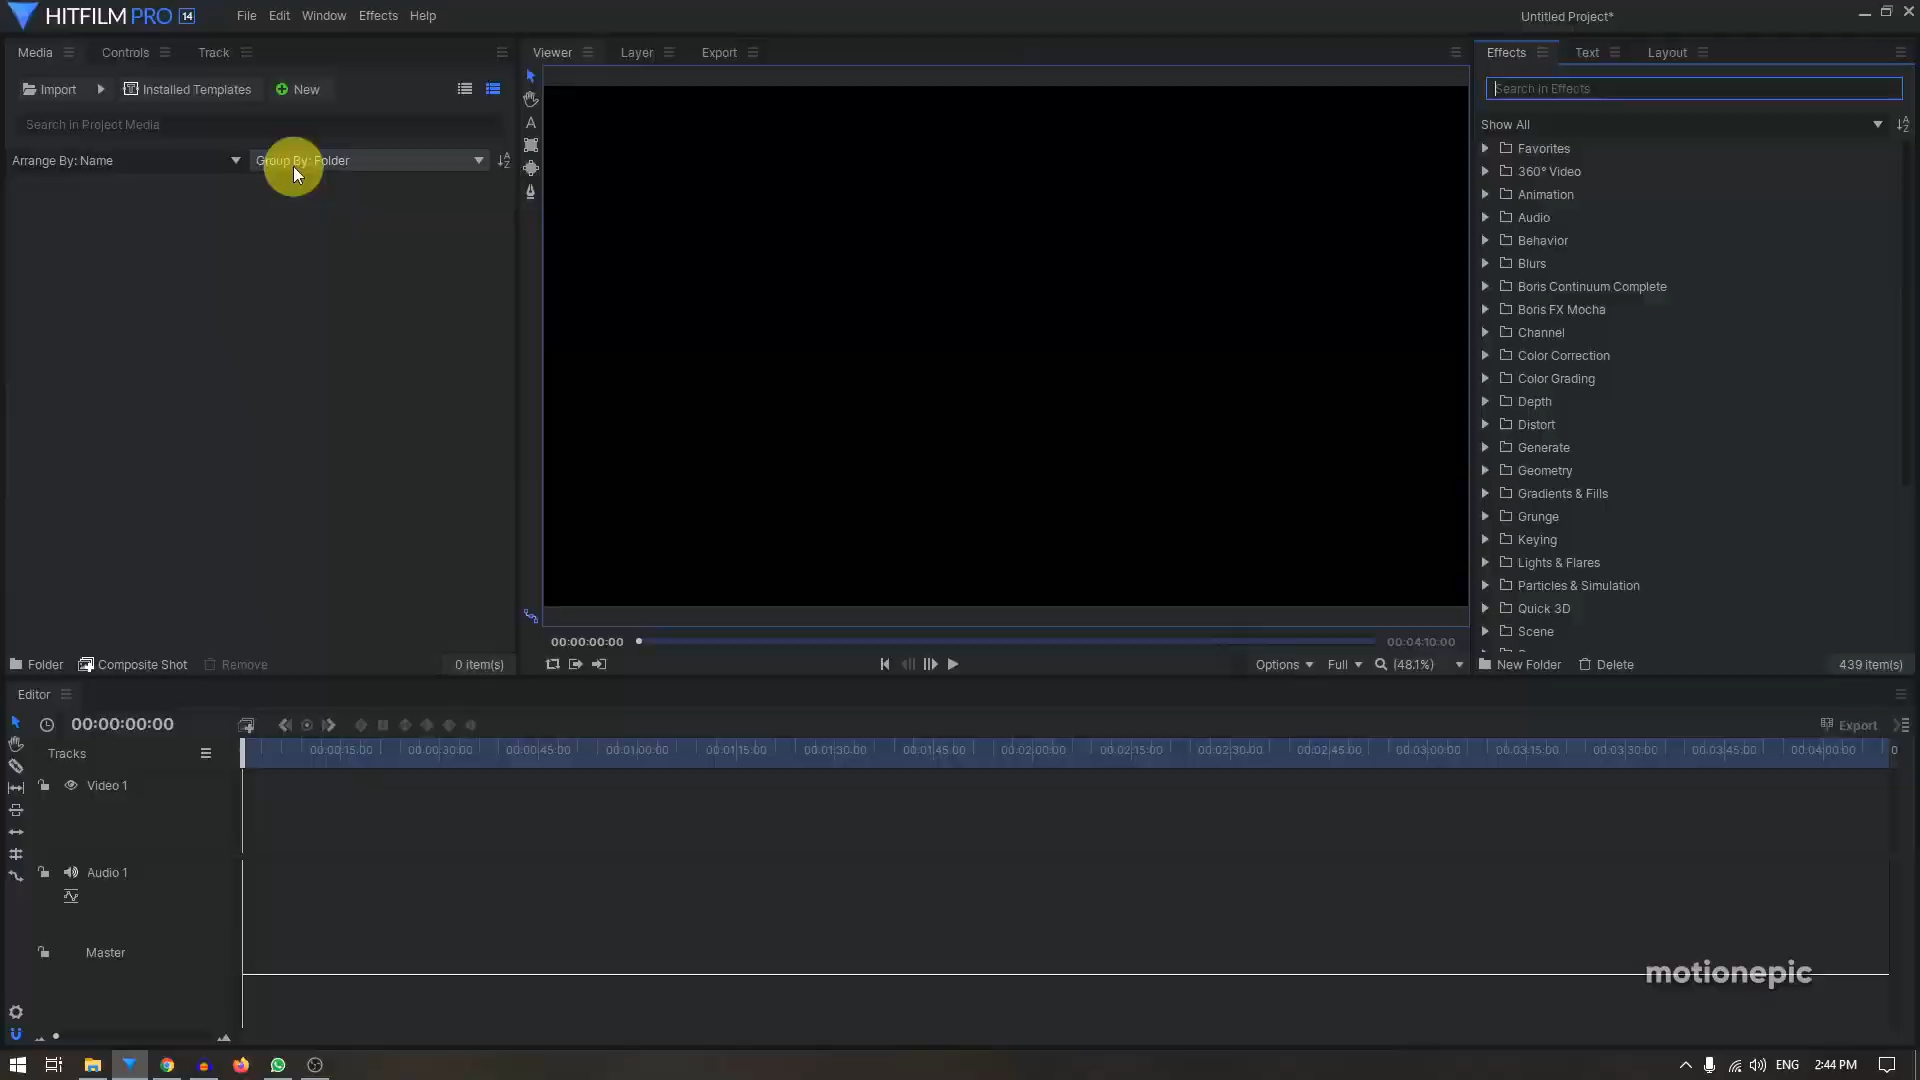 HITFILM PRO 14 File Edit Window Effects Help Untitled Project*
Media Controls Track Viewer Layer Export Effects Text Layout
Import Installed Templates New
Search in Effects
Search in Project Media
Show All
Arrange By: Name Group By: Folder
Favorites
360° Video
Animation
Audio
Behavior
Blurs
Boris Continuum Complete
Boris FX Mocha
Channel
Color Correction
Color Grading
Depth
Distort
Generate
Geometry
Gradients & Fills
Grunge
Keying
Lights & Flares
Particles & Simulation
Quick 3D
Scene
00:00:00:00 00:04:10:00
Folder Composite Shot Remove 0 item(s) Options Full (48.1%) New Folder Delete 439 item(s)
Editor
00:00:00:00 Export
Tracks 00:00:15:00 00:00:30:00 00:00:45:00 00:01:00:00 00:01:15:00 00:01:30:00 00:01:45:00 00:02:00:00 00:02:15:00 00:02:30:00 00:02:45:00 00:03:00:00 00:03:15:00 00:03:30:00 00:03:45:00 00:04:00:00 0
Video 1
Audio 1
Master
motionepic
ENG 2:44 PM